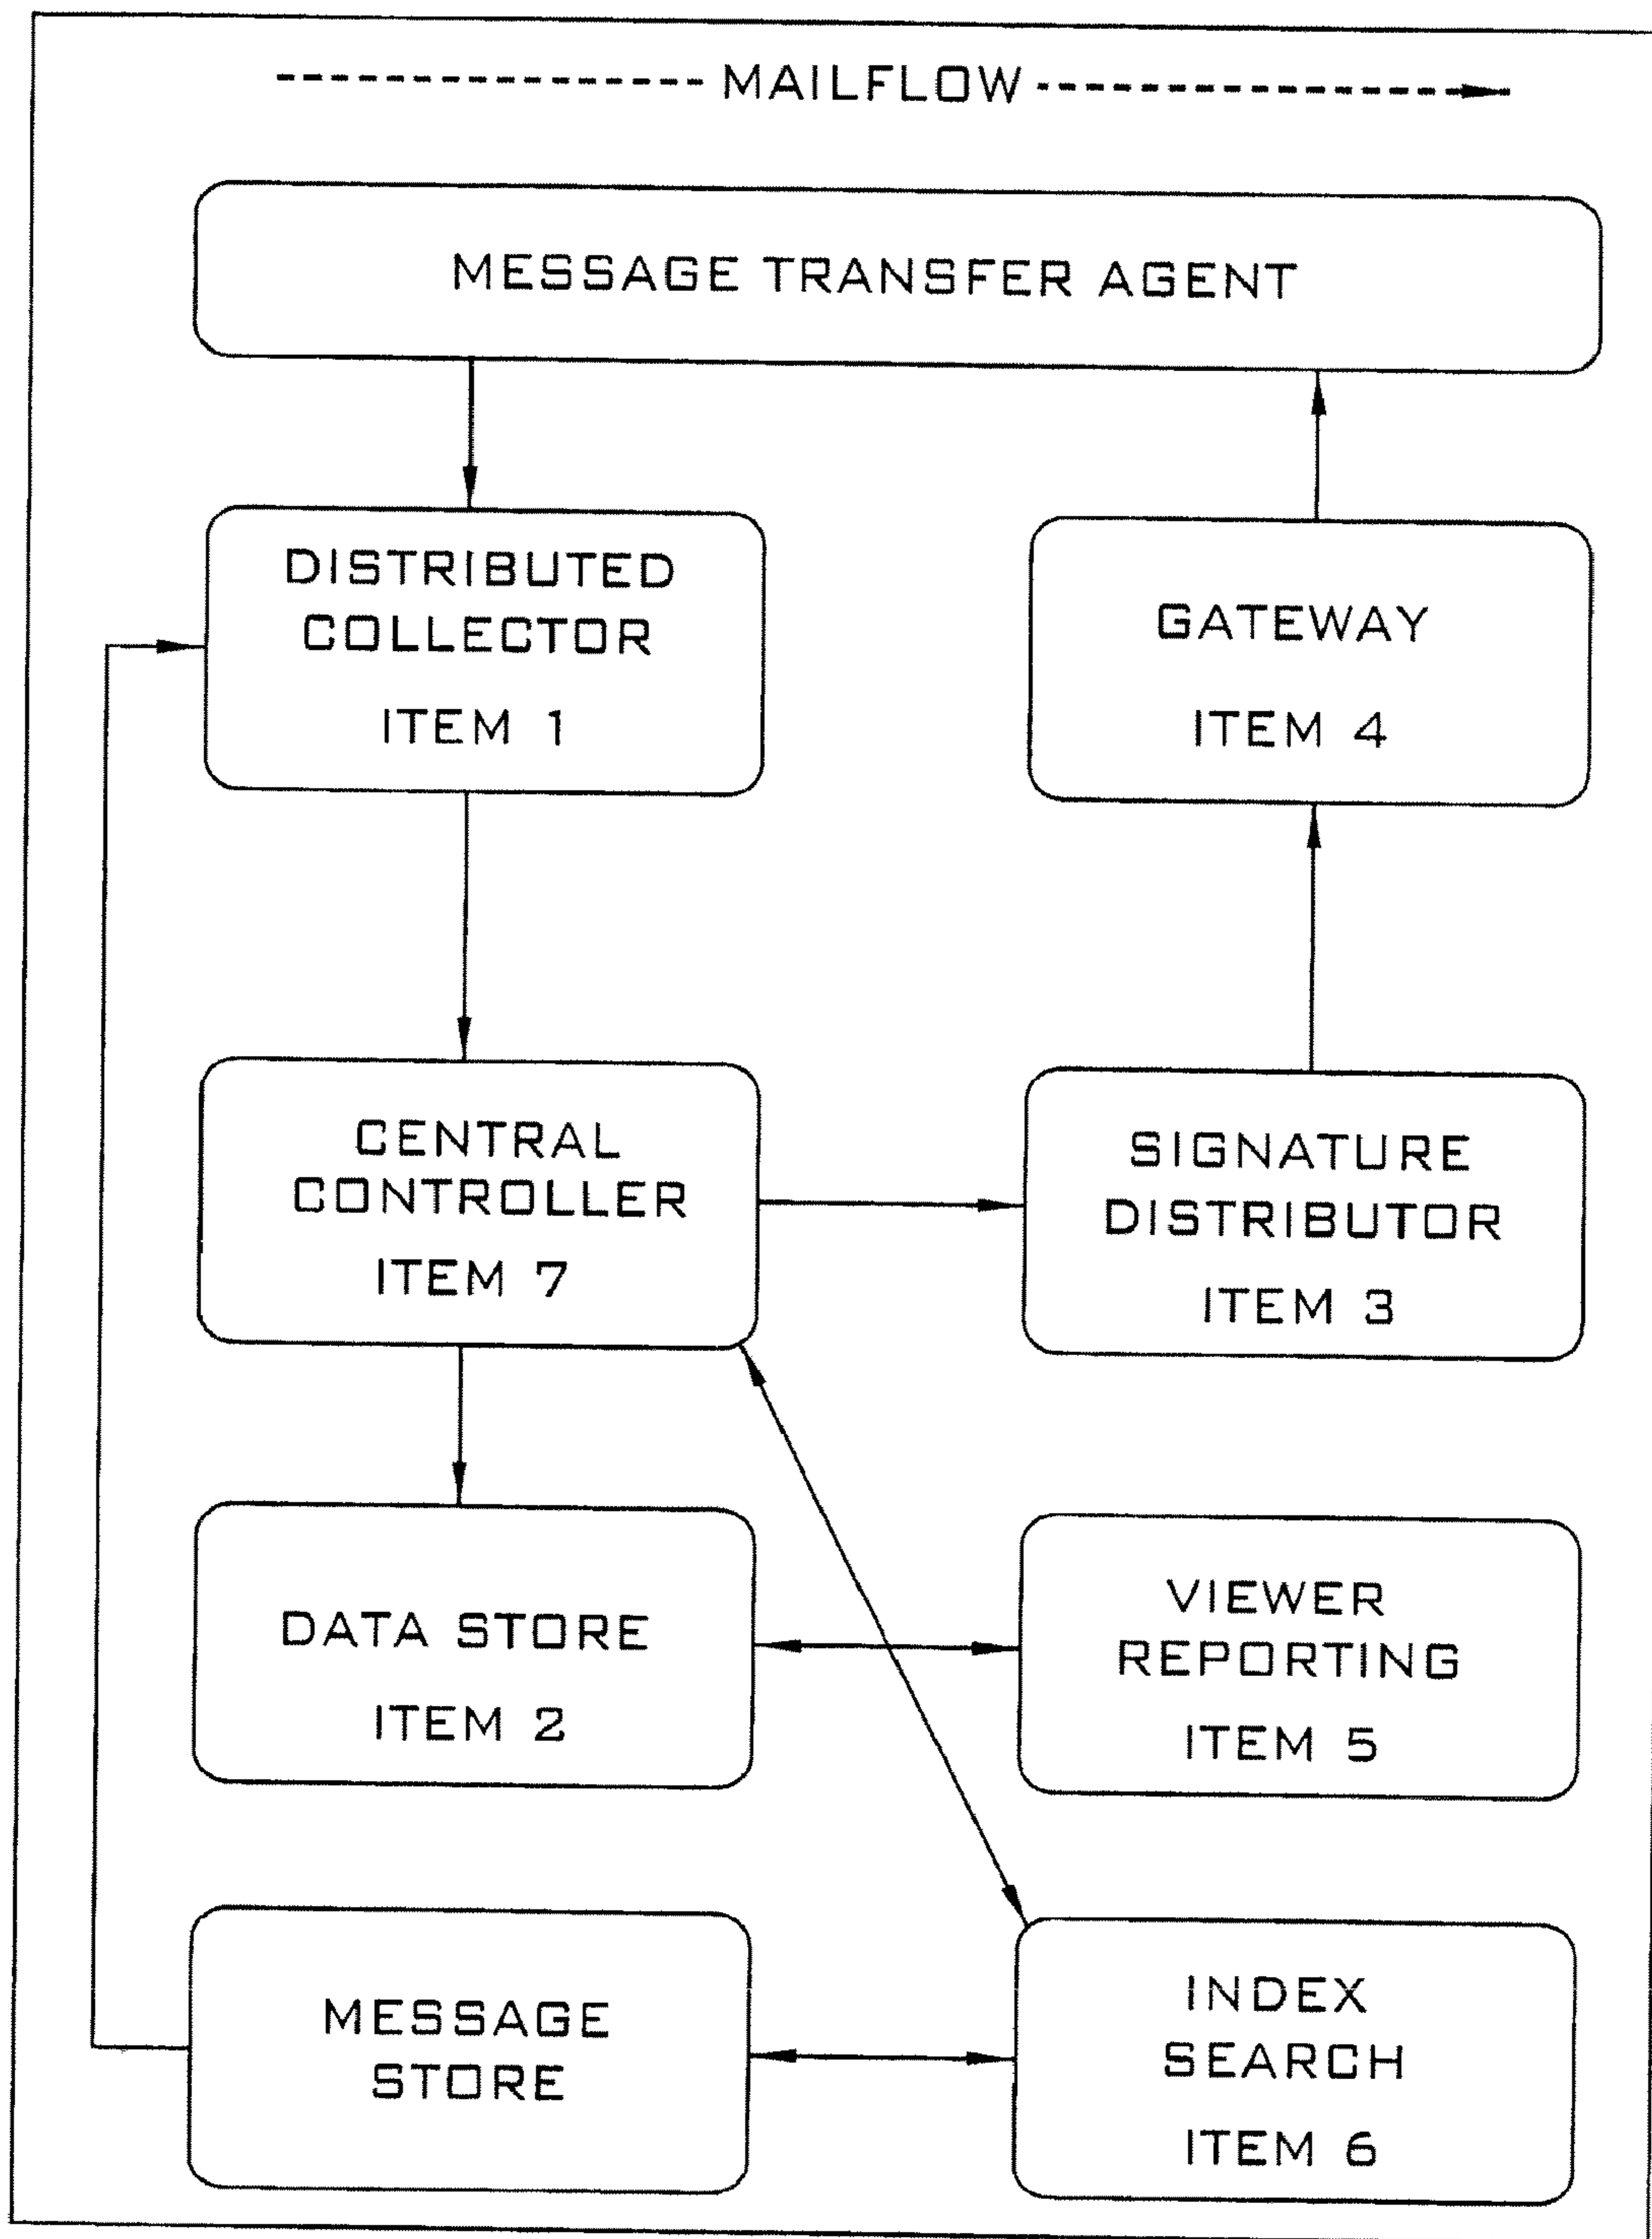 MAILFLOW
MESSAGE TRANSFER AGENT
DISTRIBUTED
COLLECTOR
ITEM 1
GATEWAY
ITEM 4
CENTRAL
CONTROLLER
ITEM 7
SIGNATURE
DISTRIBUTOR
ITEM 3
DATA STORE
ITEM 2
VIEWER
REPORTING
ITEM 5
MESSAGE
STORE
INDEX
SEARCH
ITEM 6